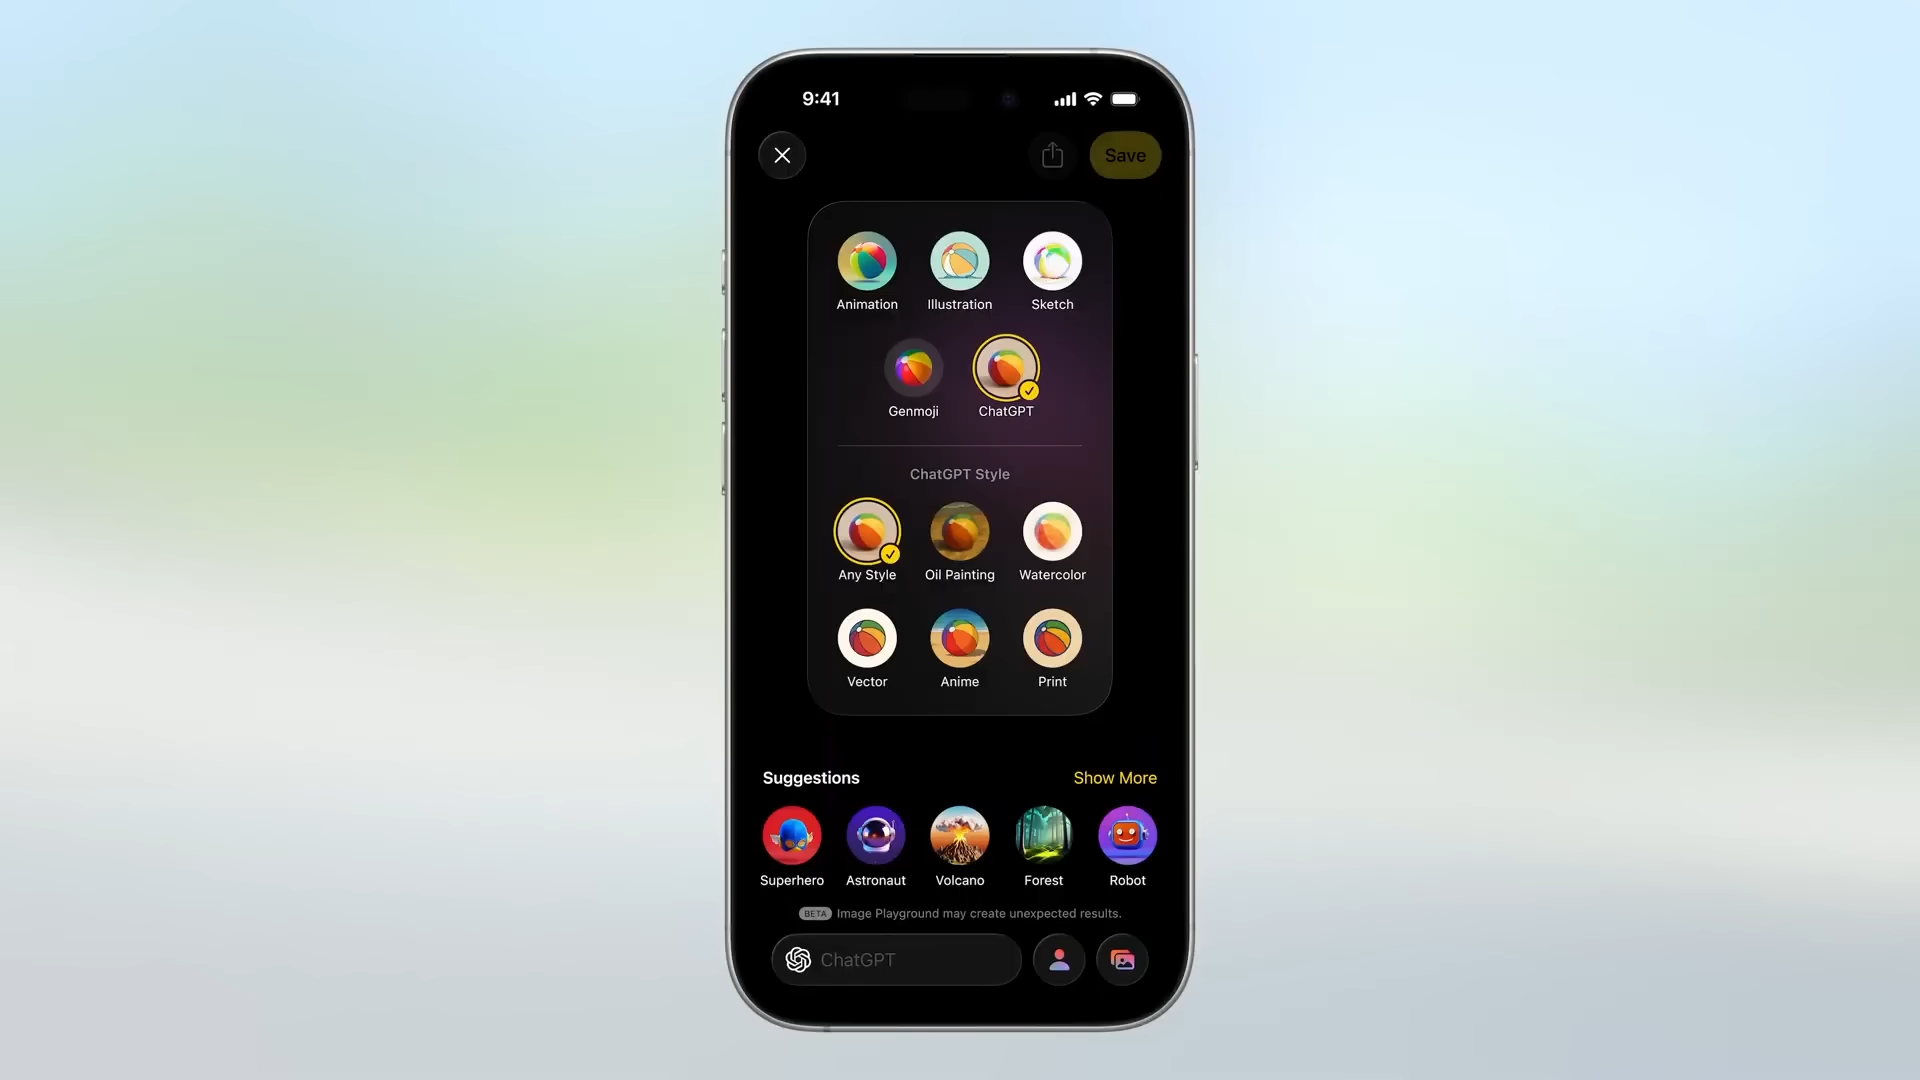 9:41
Save
Animation Illustration Sketch
Genmoji ChatGPT
ChatGPT Style
Any Style Oil Painting Watercolor
Vector Anime Print
Suggestions Show More
Superhero Astronaut Volcano Forest Robot
BETA Image Playground may create unexpected results.
ChatGPT